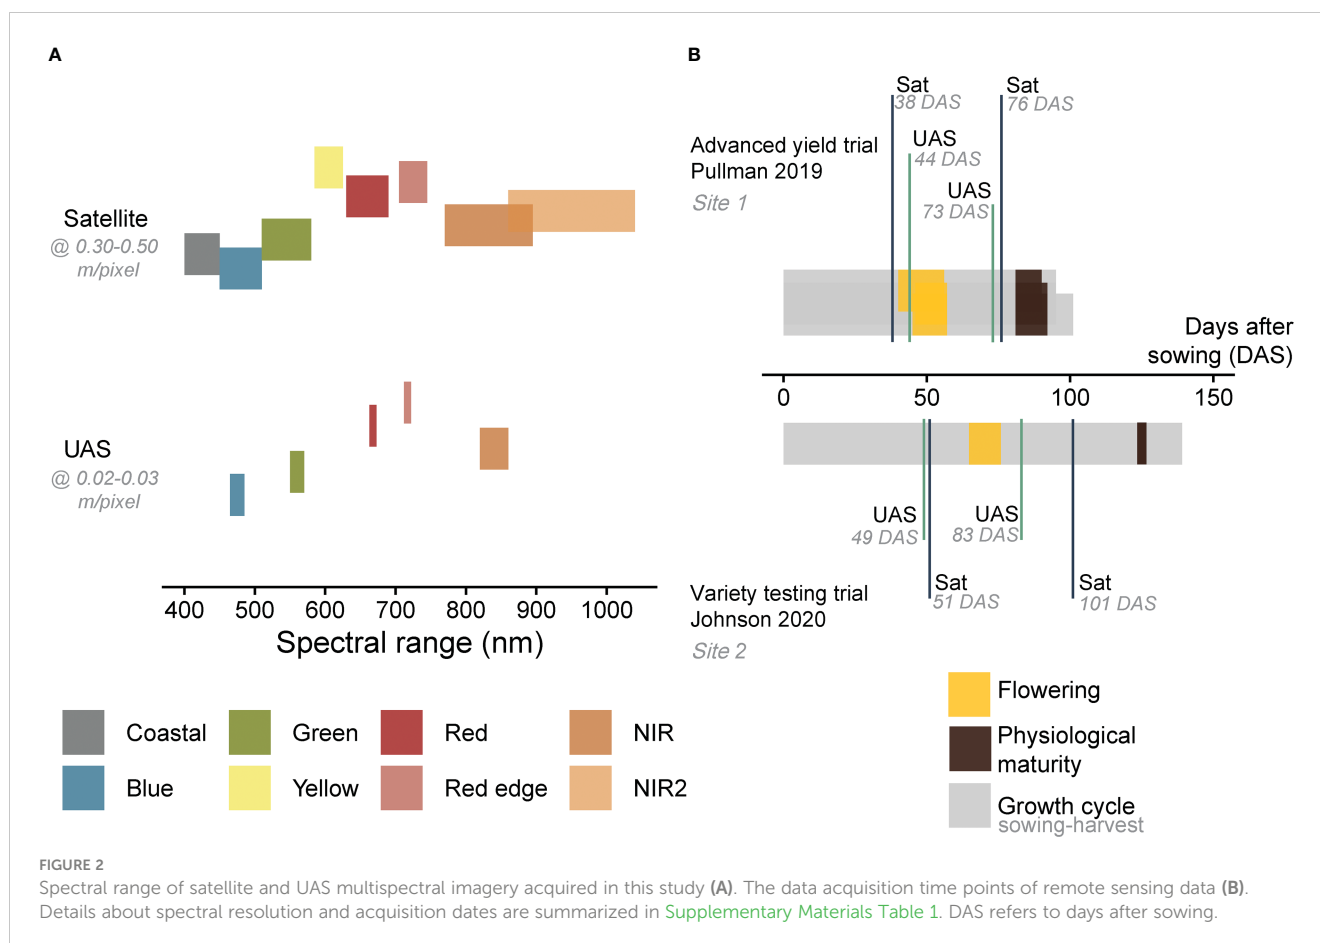 A
Satellite
@ 0.30-0.50
m/pixel
UAS
@ 0.02-0.03
m/pixel
400 500 600 700 800 900 1000
Spectral range (nm)
Coastal Green Red NIR
Blue Yellow Red edge NIR2
B
Sat Sat
38 DAS 76 DAS
UAS
44 DAS
Advanced yield trial
Pullman 2019
Site 1
UAS
73 DAS
Days after
sowing (DAS)
0 50 100 150
UAS UAS
49 DAS 83 DAS
Sat Sat
51 DAS 101 DAS
Variety testing trial
Johnson 2020
Site 2
Flowering
Physiological
maturity
Growth cycle
sowing-harvest
FIGURE 2
Spectral range of satellite and UAS multispectral imagery acquired in this study (A). The data acquisition time points of remote sensing data (B).
Details about spectral resolution and acquisition dates are summarized in Supplementary Materials Table 1. DAS refers to days after sowing.